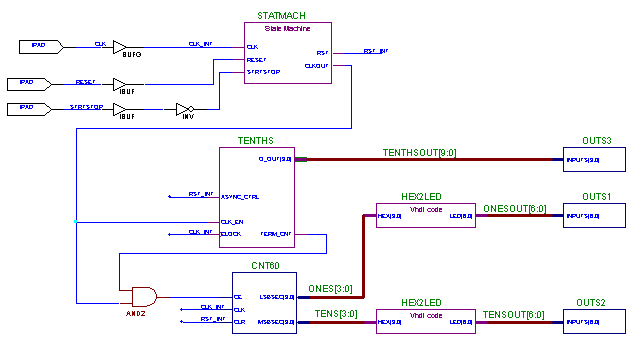 STATMACH
State Machine
IPAD
CLK
BUFG
CLK_INT
CLK
RST
RST_INT
RESET
CLKOUT
IPAD
RESET
IBUF
STRTSTOP
IPAD
STRTSTOP
IBUF
INV
TENTHS
Q_OUT[9:0]
TENTHSOUT[9:0]
OUTS3
INPUTS[9:0]
RST_INT
ASYNC_CTRL
CLK_EN
CLK_INT
CLOCK
TERM_CNT
HEX2LED
Vhdl code
HEX[3:0]
LED[6:0]
ONESOUT[6:0]
OUTS1
INPUTS[6:0]
CNT60
AND2
CE
LSBSEC[3:0]
ONES[3:0]
CLK_INT
CLK
RST_INT
CLR
MSBSEC[3:0]
TENS[3:0]
HEX2LED
Vhdl code
HEX[3:0]
LED[6:0]
TENSOUT[6:0]
OUTS2
INPUTS[6:0]